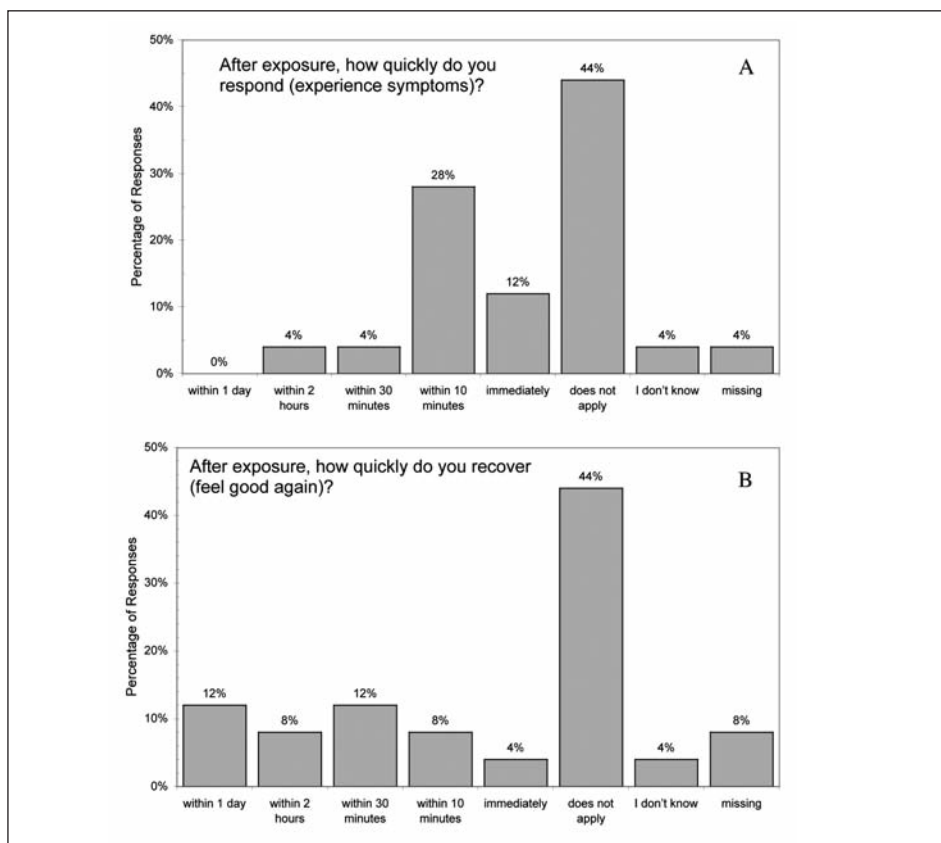 50%
After exposure, how quickly do you
respond (experience symptoms)?
A
44%
40%
Percentage of Responses
30%
28%
20%
12%
10%
4%
4%
4%
4%
0%
0%
within 1 day
within 2
hours
within 30
minutes
within 10
minutes
immediately
does not
apply
I don't know
missing
50%
After exposure, how quickly do you recover
(feel good again)?
B
44%
40%
Percentage of Responses
30%
20%
12%
12%
10%
8%
8%
4%
4%
8%
0%
within 1 day
within 2
hours
within 30
minutes
within 10
minutes
immediately
does not
apply
I don't know
missing